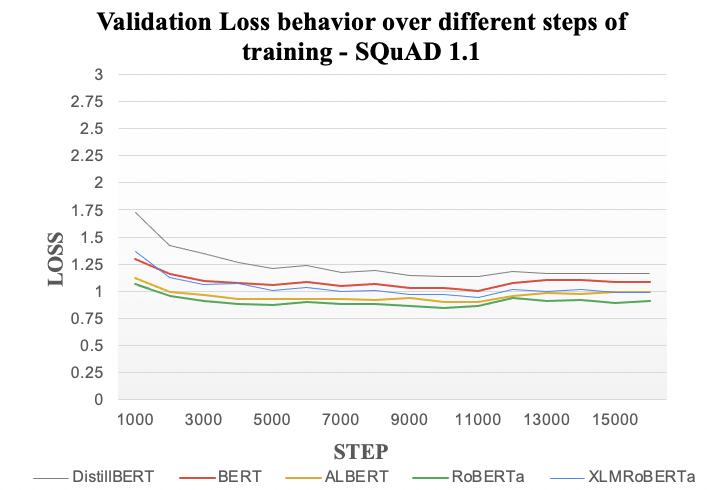 Validation Loss behavior over different steps of
training - SQuAD 1.1
3
2.75
2.5
2.25
2
1.75
1.5
1.25
1
0.75
0.5
0.25
0
LOSS
1000 3000 5000 7000 9000 11000 13000 15000
STEP
DistillBERT BERT ALBERT RoBERTa XLMRoBERTa